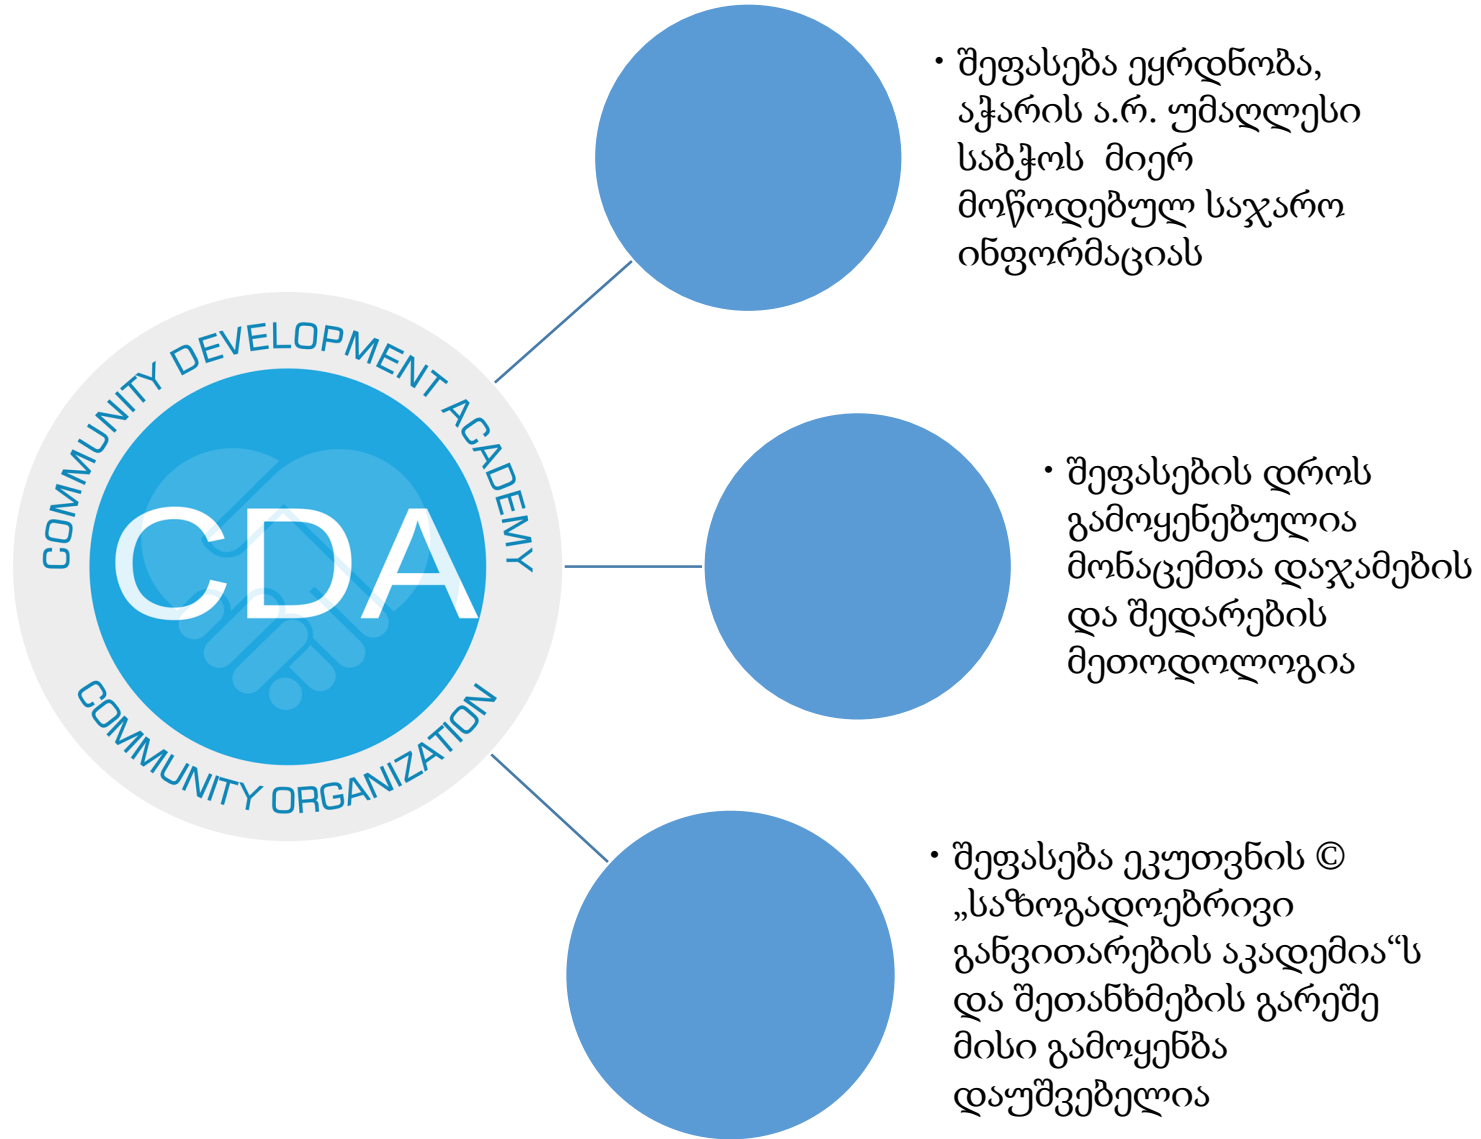 • შეფასება ეყრდნობა,
აჭარის ა.რ. უმაღლესი
საბჭოს მიერ
მოწოდებულ საჯარო
ინფორმაციას
COMMUNITY DEVELOPMENT ACADEMY
CDA
COMMUNITY ORGANIZATION
• შეფასების დროს
გამოყენებულია
მონაცემთა დაჯამების
და შედარების
მეთოდოლოგია
• შეფასება ეკუთვნის ©
„საზოგადოებრივი
განვითარების აკადემია“ს
და შეთანხმების გარეშე
მისი გამოყენბა
დაუშვებელია